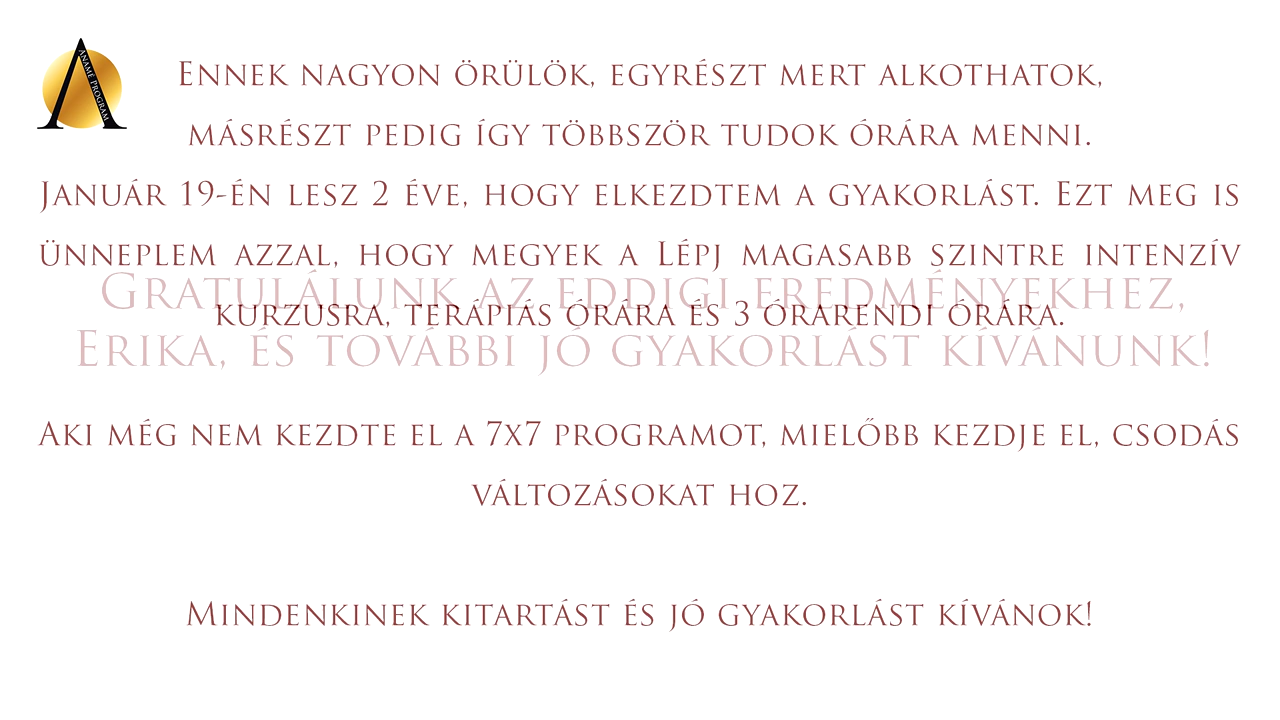 Anamé Program
Ennek nagyon örülök, egyrészt mert alkothatok,
másrészt pedig így többször tudok órára menni.
Január 19-én lesz 2 éve, hogy elkezdtem a gyakorlást. Ezt meg is
ünneplem azzal, hogy megyek a Lépj magasabb szintre intenzív
Gratulálunk az eddigi eredményekhez,
kurzusra, terápiás órára és 3 órarendi órára.
Erika, és további jó gyakorlást kívánunk!
Aki még nem kezdte el a 7x7 programot, mielőbb kezdje el, csodás
változásokat hoz.
Mindenkinek kitartást és jó gyakorlást kívánok!